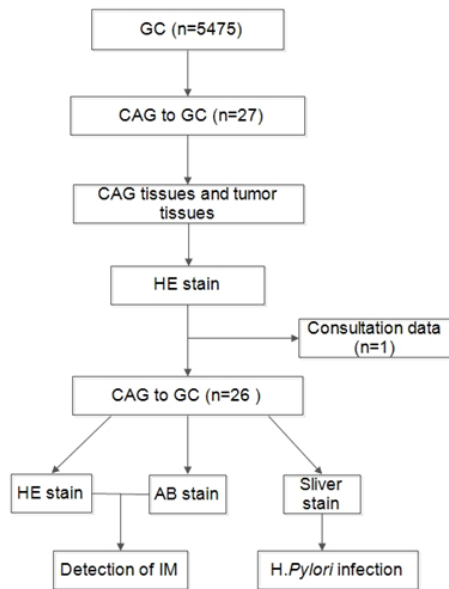 GC (n=5475)
CAG to GC (n=27)
CAG tissues and tumor
tissues
HE stain
Consultation data
(n=1)
CAG to GC (n=26 )
HE stain
AB stain
Sliver
stain
Detection of IM
H.Pylori infection